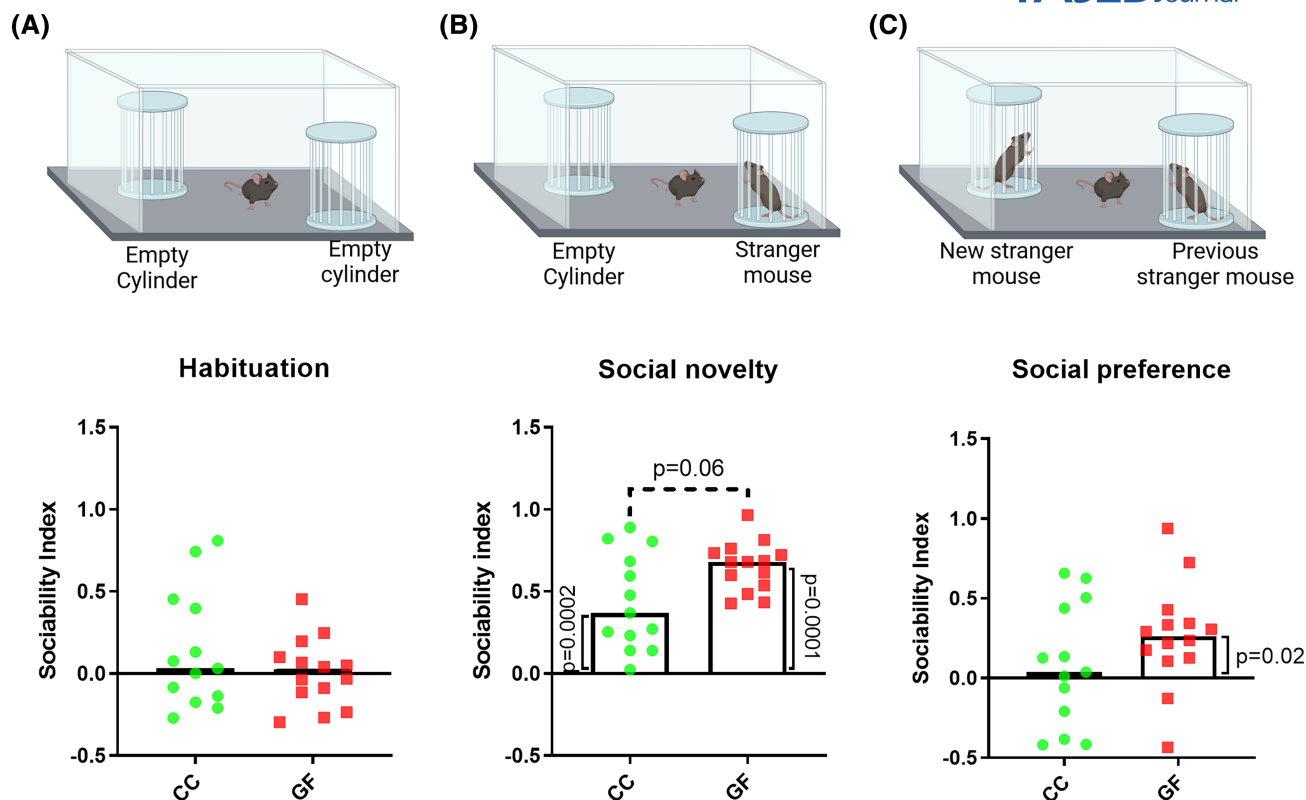 Journal
(A)
(B)
(C)
Empty
Cylinder
Empty
cylinder
Empty
Cylinder
Stranger
mouse
New stranger
mouse
Previous
stranger mouse
Habituation
Sociability Index
1.5
1.0
0.5
0.0
-0.5
CC
GF
Social novelty
Sociability index
1.5
1.0
0.5
0.0
-0.5
p=0.06
p=0.0002
p=0.0001
CC
GF
Social preference
Sociability Index
1.5
1.0
0.5
0.0
-0.5
p=0.02
CC
GF